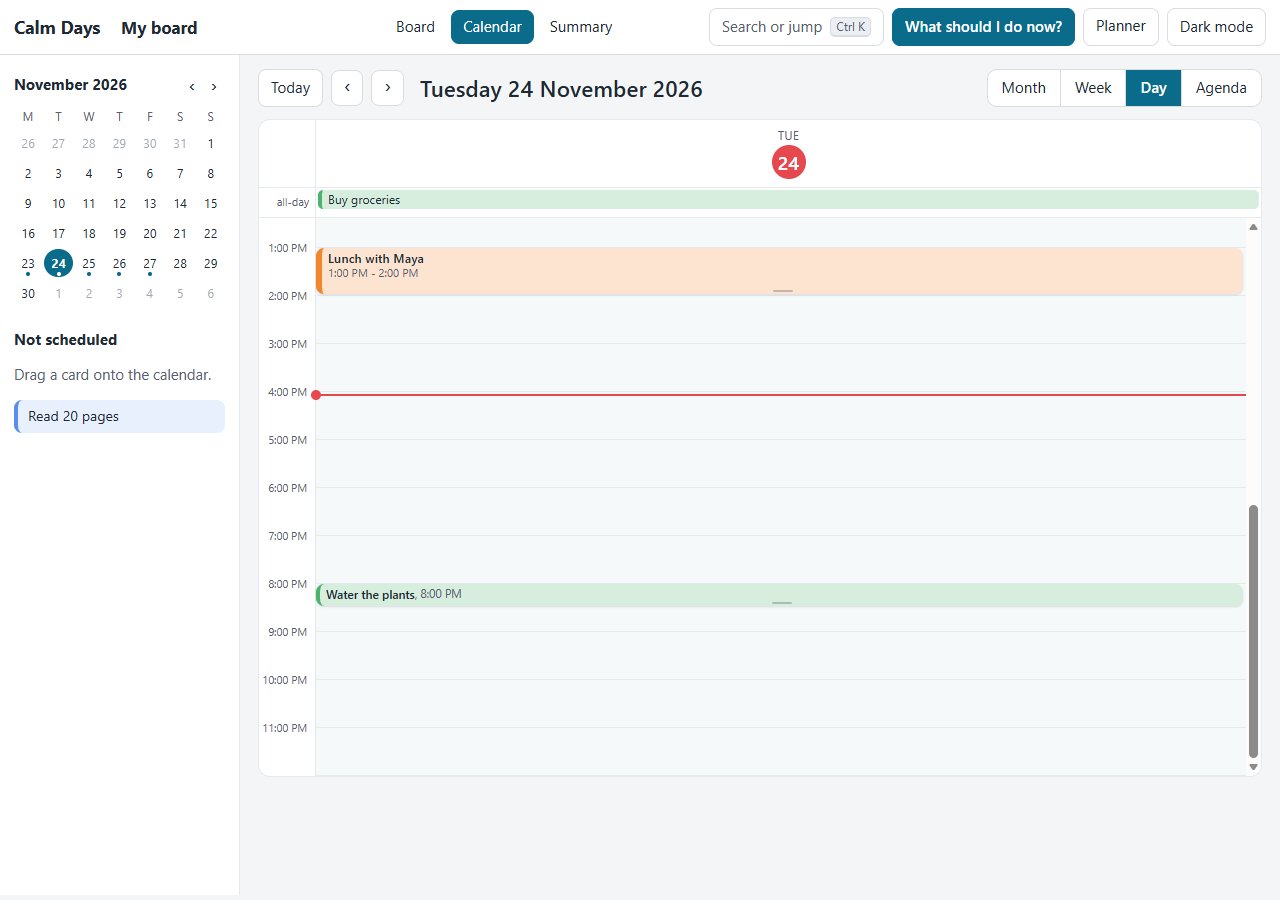 Calm Days My board Board Calendar Summary Search or jump Ctrl K What should I do now? Planner Dark mode
November 2026 ‹ ›
M T W T F S S
26 27 28 29 30 31 1
2 3 4 5 6 7 8
9 10 11 12 13 14 15
16 17 18 19 20 21 22
23 24 25 26 27 28 29
30 1 2 3 4 5 6
Not scheduled
Drag a card onto the calendar.
Read 20 pages
Today ‹ › Tuesday 24 November 2026 Month Week Day Agenda
TUE
24
all-day Buy groceries
1:00 PM Lunch with Maya
1:00 PM - 2:00 PM
2:00 PM
3:00 PM
4:00 PM
5:00 PM
6:00 PM
7:00 PM
8:00 PM Water the plants, 8:00 PM
9:00 PM
10:00 PM
11:00 PM